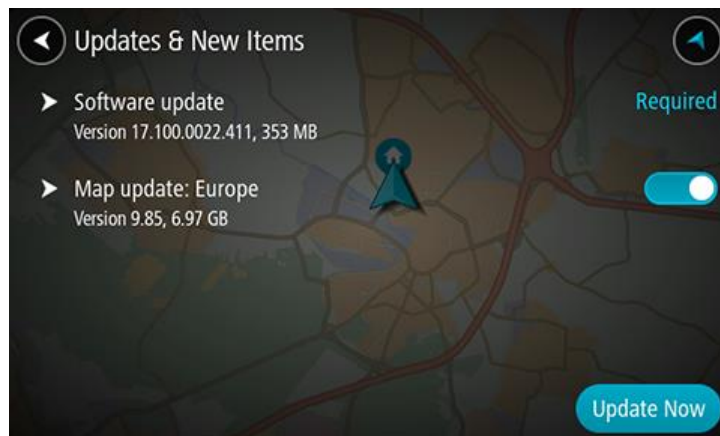 Updates & New Items
Software update
Required
Version 17.100.0022.411, 353 MB
Map update: Europe
Version 9.85, 6.97 GB
Update Now